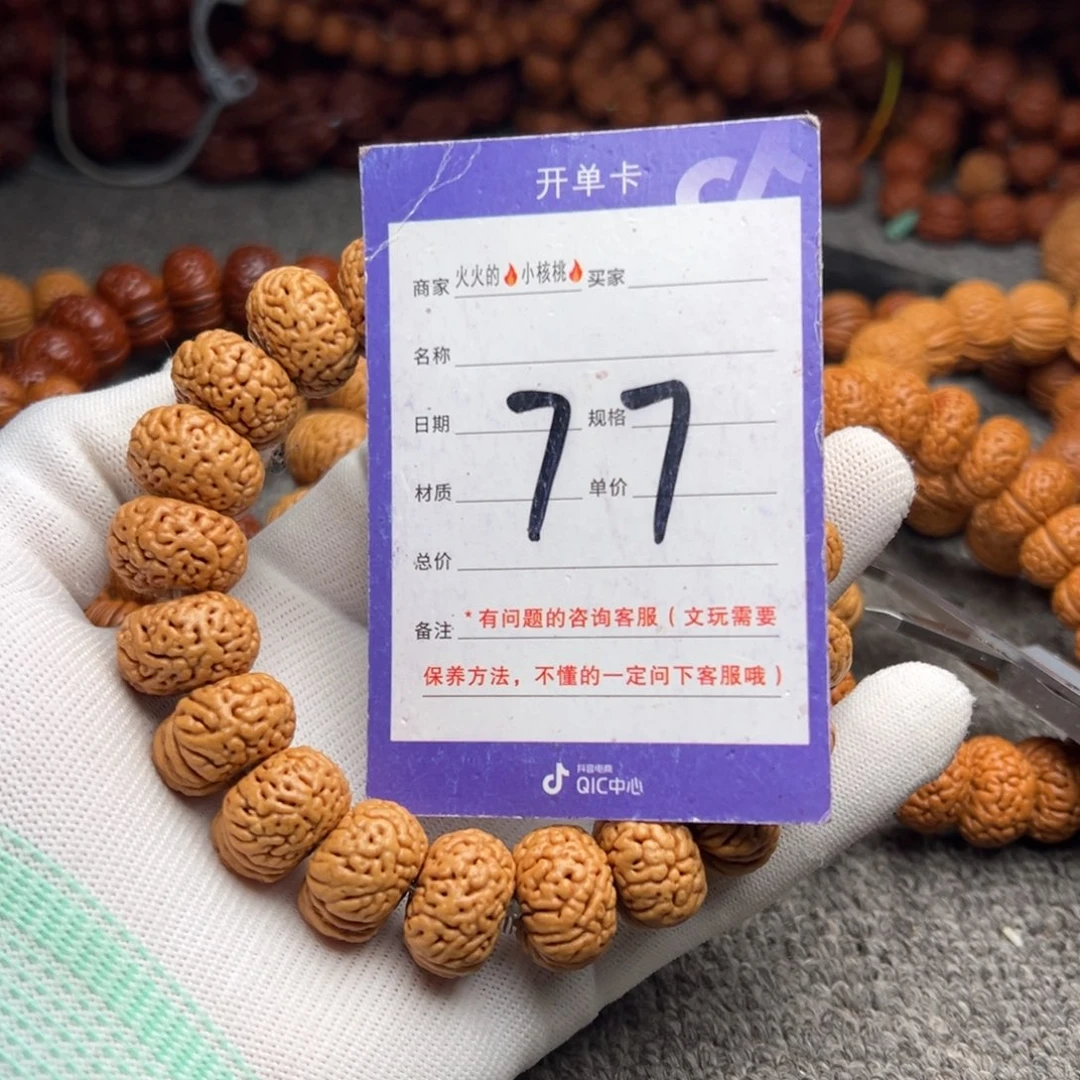 开单卡
商家 火火的🔥小核桃🔥 买家
名称
日期 规格
77
材质 单价
总价
备注 *有问题的咨询客服（文玩需要
保养方法，不懂的一定问下客服哦）
抖音电商
QIC中心